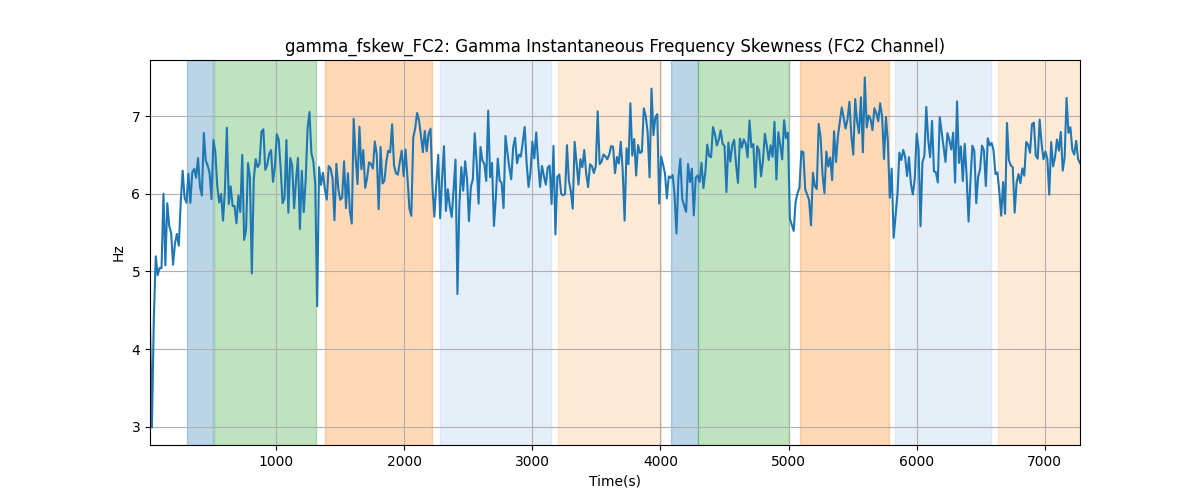 gamma_fskew_FC2: Gamma Instantaneous Frequency Skewness (FC2 Channel)
Hz
7
6
5
4
3
1000 2000 3000 4000 5000 6000 7000
Time(s)